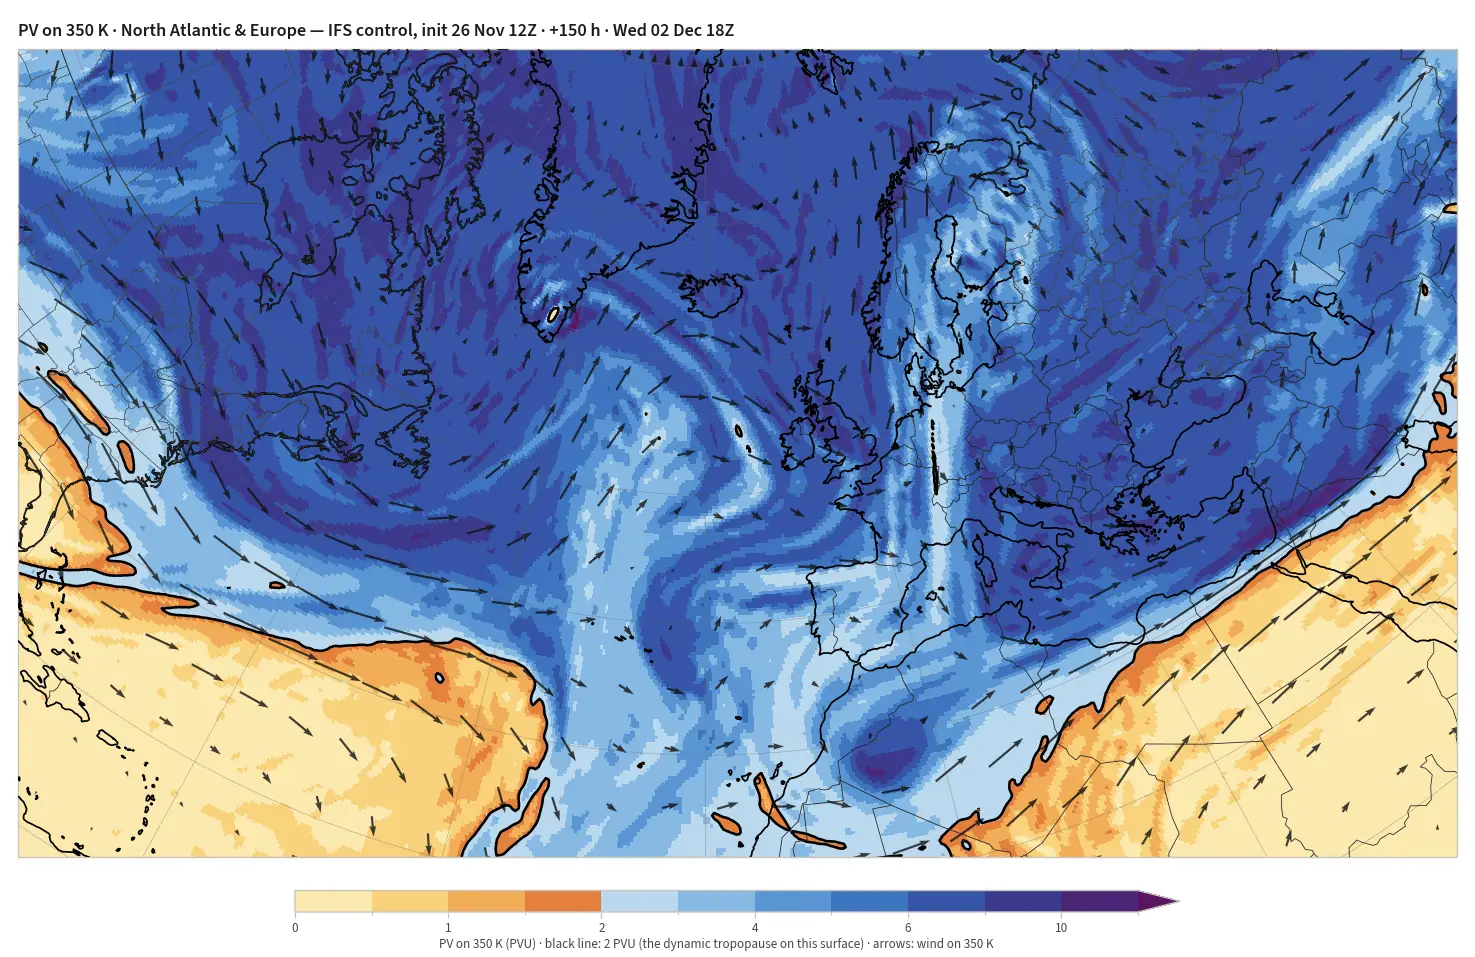 PV on 350 K · North Atlantic & Europe — IFS control, init 26 Nov 12Z · +150 h · Wed 02 Dec 18Z
0 1 2 4 6 10
PV on 350 K (PVU) · black line: 2 PVU (the dynamic tropopause on this surface) · arrows: wind on 350 K